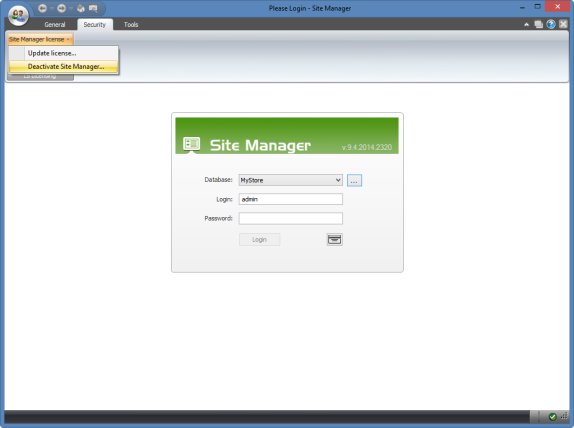 Please Login - Site Manager
General Security Tools
Site Manager license
Update license...
Deactivate Site Manager...
Site Manager v.9.4.2014.2320
Database: MyStore ...
Login: admin
Password:
Login